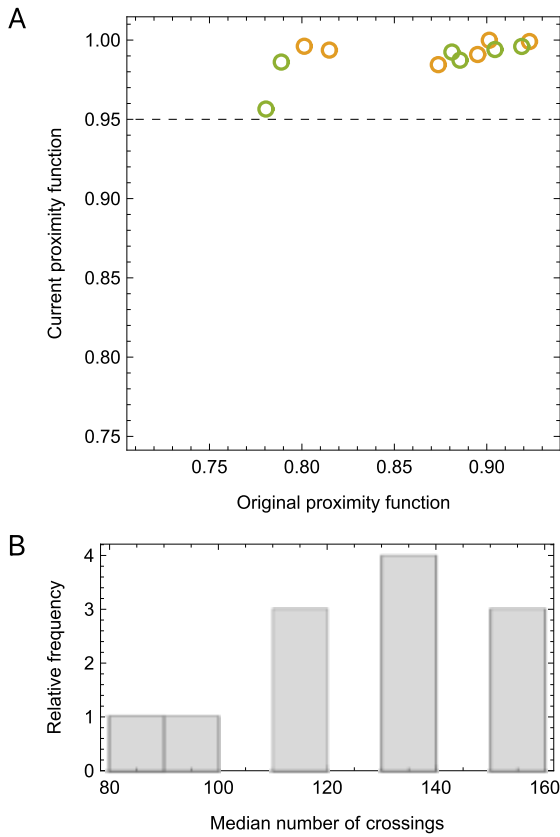 A
1.00
0.95
0.90
0.85
0.80
0.75
Current proximity function
0.75 0.80 0.85 0.90
Original proximity function
B
4
3
2
1
0
Relative frequency
80 100 120 140 160
Median number of crossings